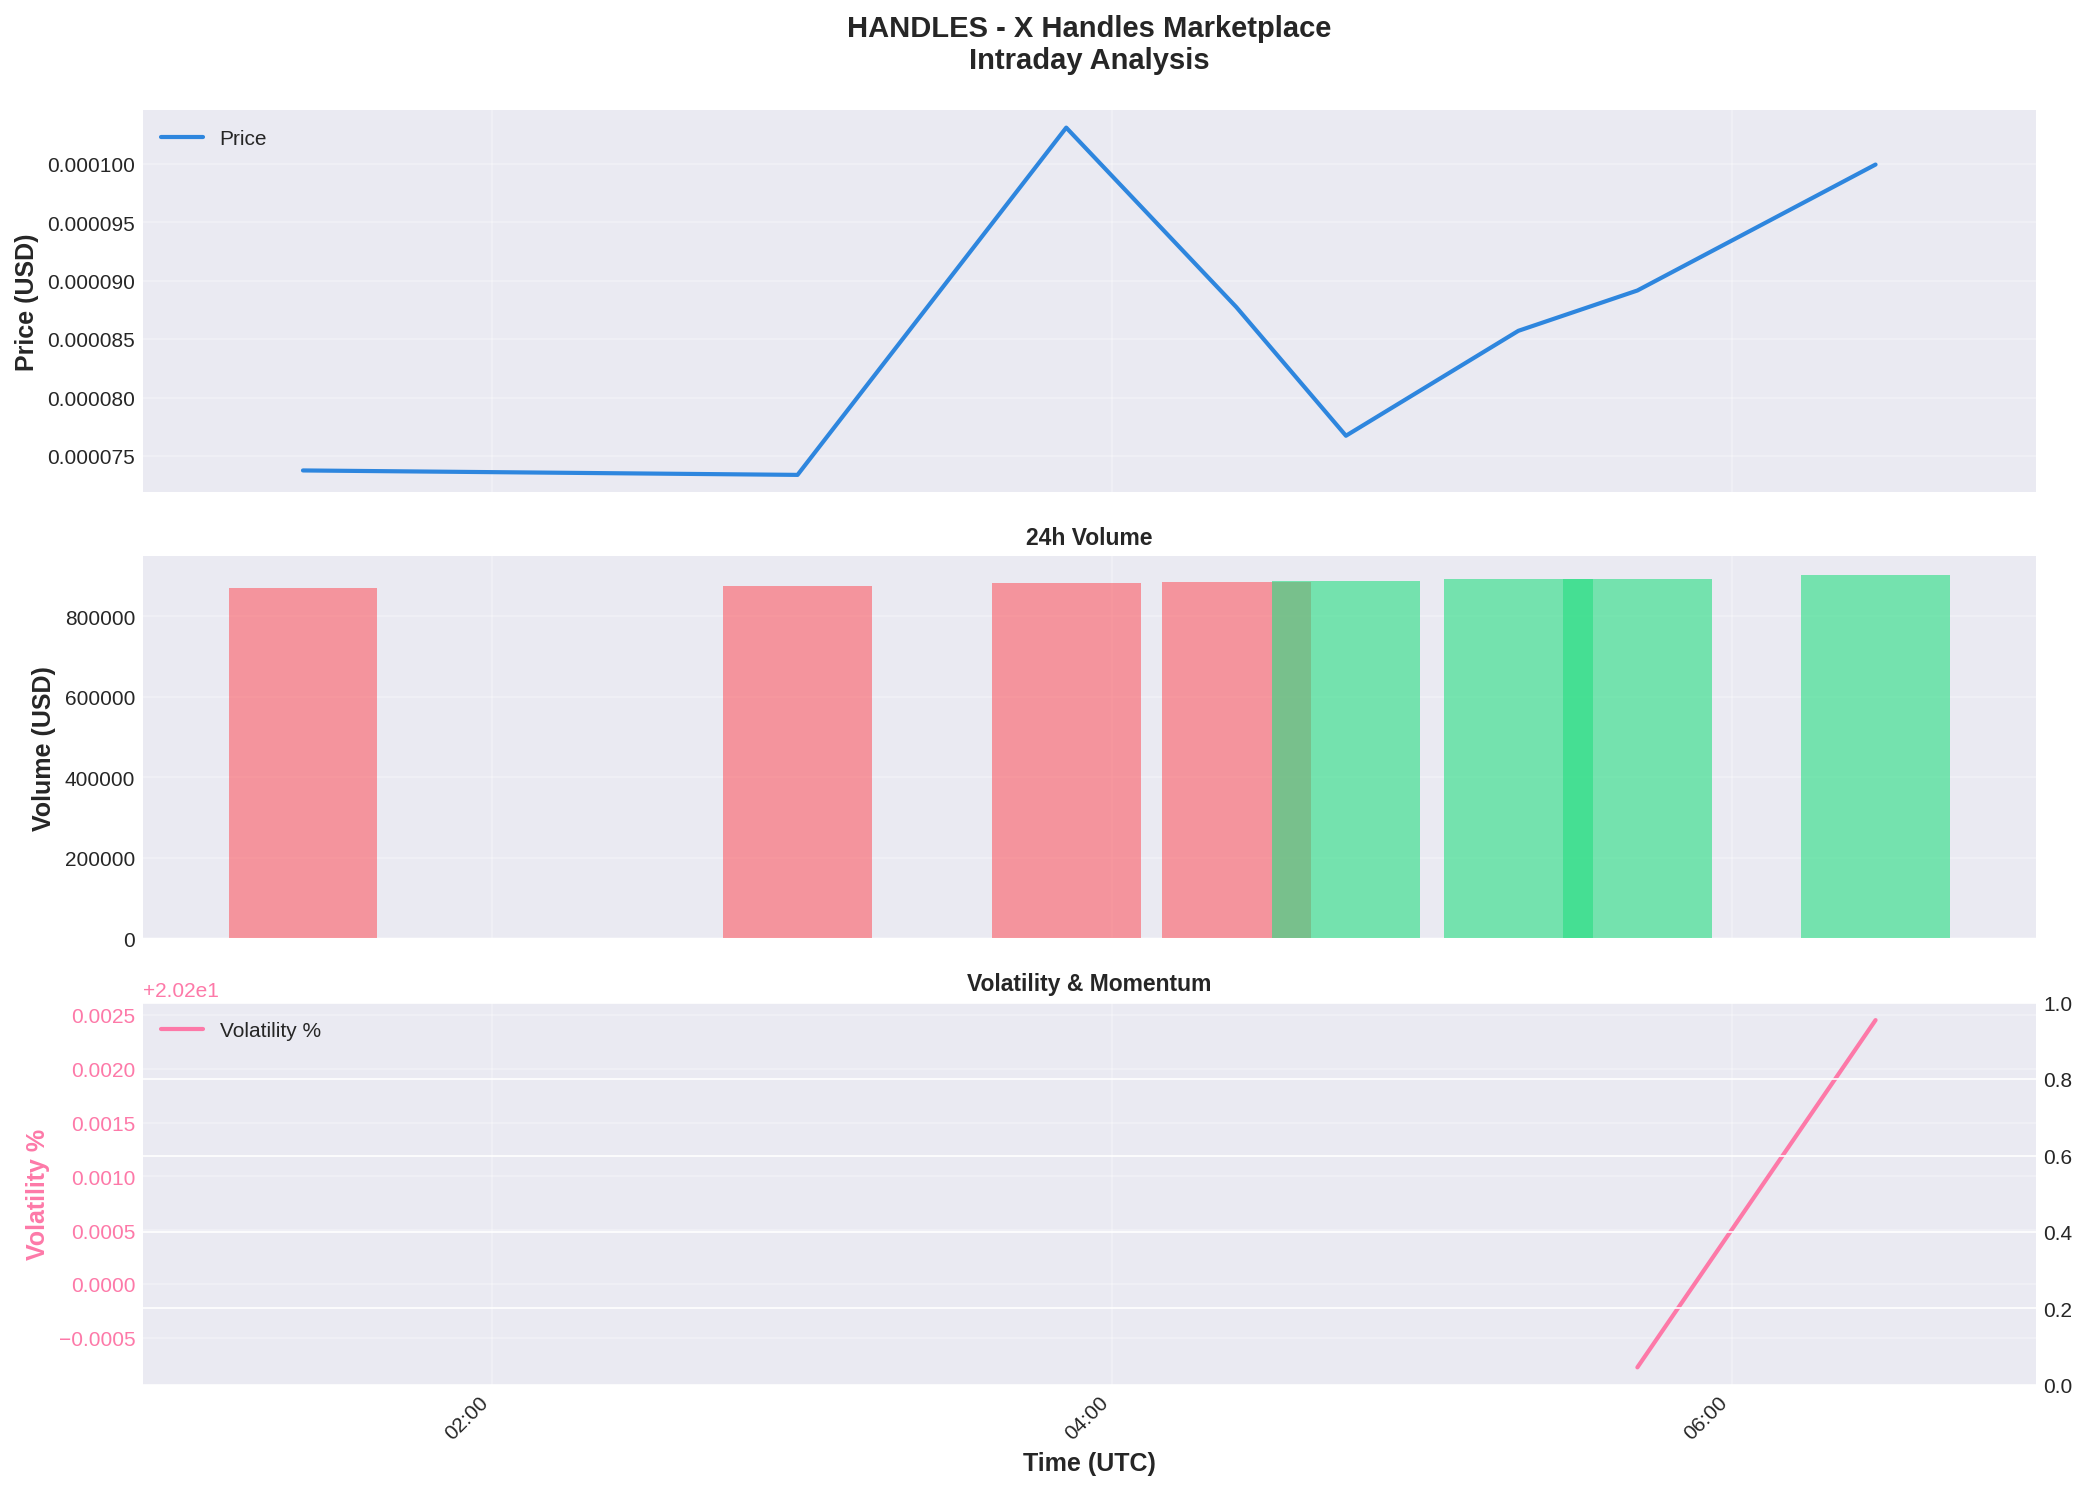 HANDLES - X Handles Marketplace
Intraday Analysis
Price
0.000100
0.000095
0.000090
0.000085
0.000080
0.000075
Price (USD)
24h Volume
800000
600000
400000
200000
0
Volume (USD)
Volatility & Momentum
+2.02e1
Volatility %
0.0025
0.0020
0.0015
0.0010
0.0005
0.0000
−0.0005
Volatility %
1.0
0.8
0.6
0.4
0.2
0.0
02:00
04:00
06:00
Time (UTC)